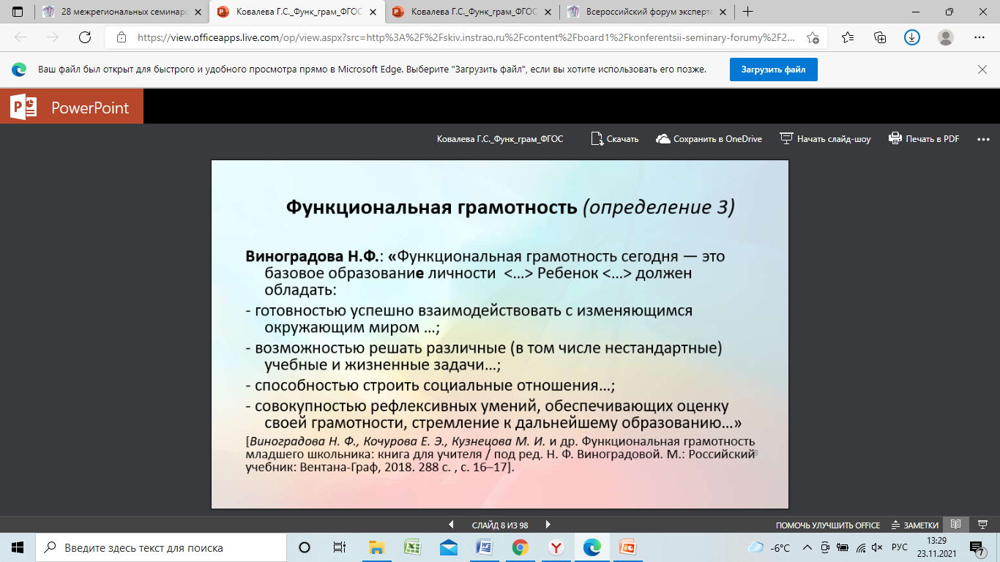 28 межрегиональных семинаро
Ковалева Г.С._Функ_грам_ФГОС
Ковалева Г.С._Функ_грам_ФГОС
Всероссийский форум эксперто
https://view.officeapps.live.com/op/view.aspx?src=http%3A%2F%2Fskiv.instrao.ru%2Fcontent%2Fboard1%2Fkonferentsii-seminary-forumy%2F2...
Ваш файл был открыт для быстрого и удобного просмотра прямо в Microsoft Edge. Выберите "Загрузить файл", если вы хотите использовать его позже.
Загрузить файл
PowerPoint
Ковалева Г.С._Функ_грам_ФГОС
Скачать
Сохранить в OneDrive
Начать слайд-шоу
Печать в PDF
Функциональная грамотность (определение 3)
Виноградова Н.Ф.: «Функциональная грамотность сегодня — это
базовое образование личности <…> Ребенок <…> должен
обладать:
- готовностью успешно взаимодействовать с изменяющимся
окружающим миром …;
- возможностью решать различные (в том числе нестандартные)
учебные и жизненные задачи…;
- способностью строить социальные отношения…;
- совокупностью рефлексивных умений, обеспечивающих оценку
своей грамотности, стремление к дальнейшему образованию…»
[Виноградова Н. Ф., Кочурова Е. Э., Кузнецова М. И. и др. Функциональная грамотность
младшего школьника: книга для учителя / под ред. Н. Ф. Виноградовой. М.: Российский
учебник: Вентана-Граф, 2018. 288 с. , с. 16–17].
8
СЛАЙД 8 ИЗ 98
ПОМОЧЬ УЛУЧШИТЬ OFFICE
ЗАМЕТКИ
Введите здесь текст для поиска
-6°C
РУС
13:29
23.11.2021
7